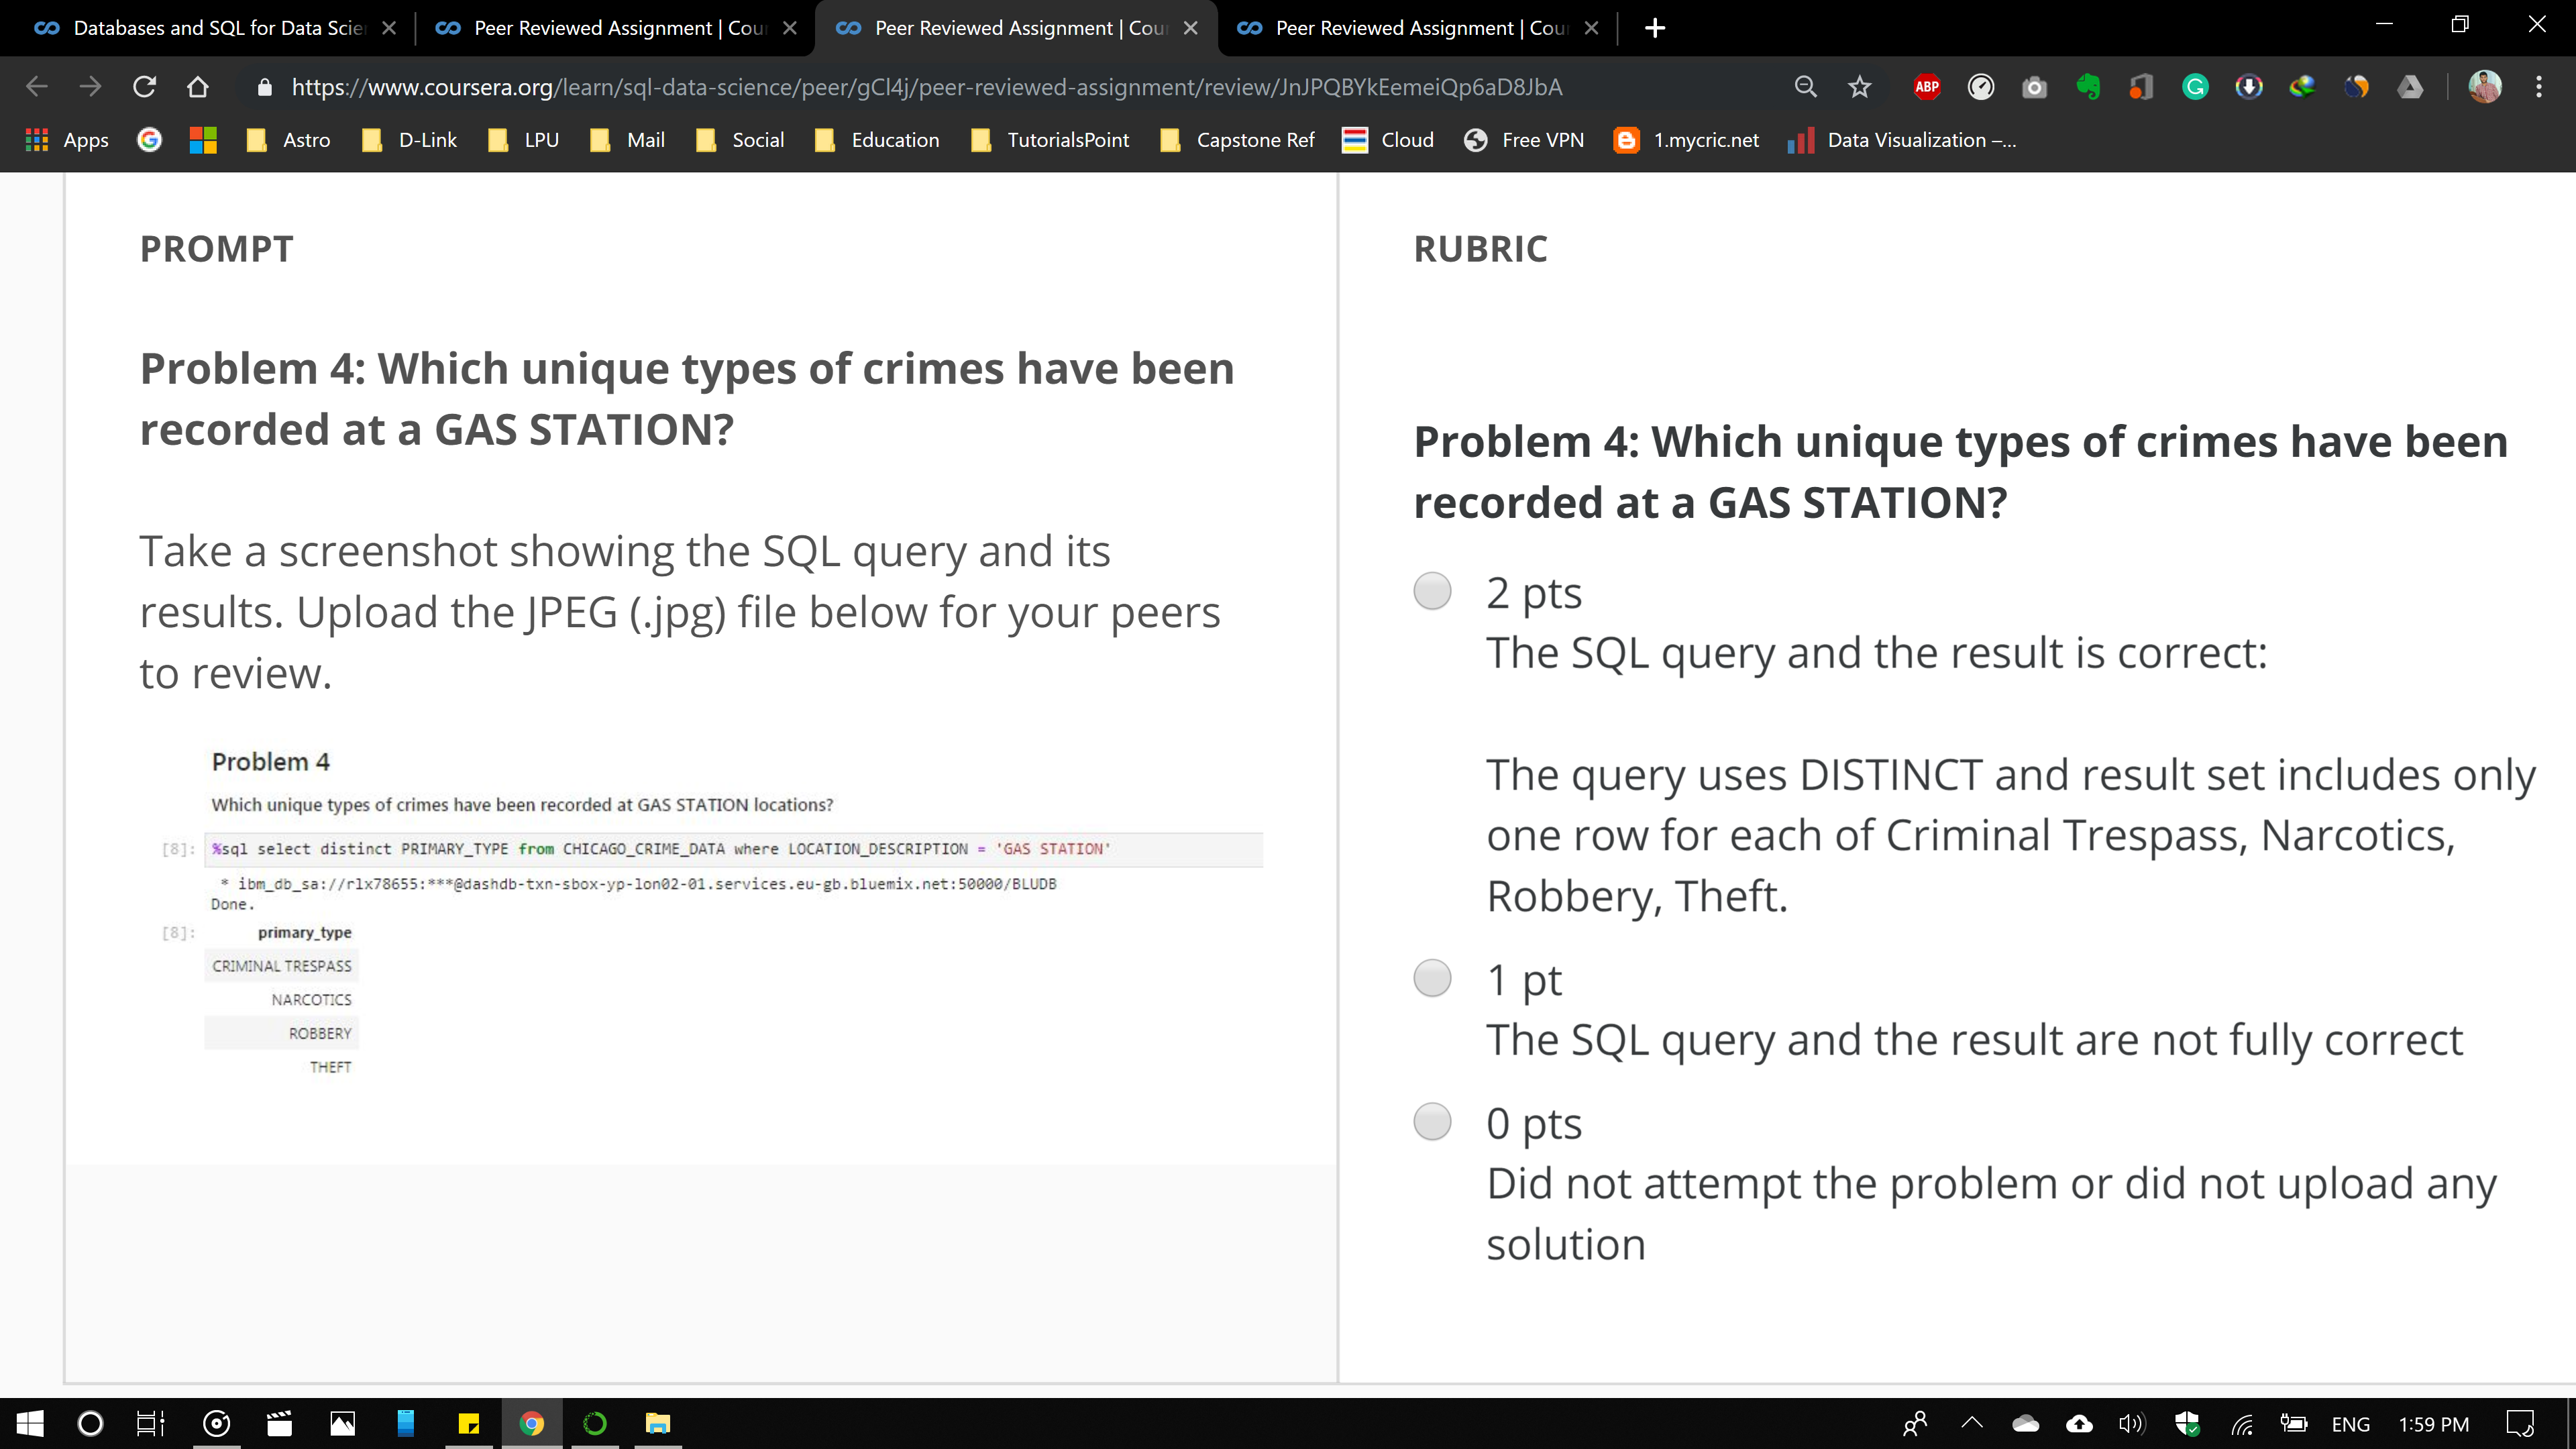 Databases and SQL for Data Scie
Peer Reviewed Assignment | Cou
Peer Reviewed Assignment | Cou
Peer Reviewed Assignment | Cou
https://www.coursera.org/learn/sql-data-science/peer/gCl4j/peer-reviewed-assignment/review/JnJPQBYkEemeiQp6aD8JbA
ABP
Apps
Astro
D-Link
LPU
Mail
Social
Education
TutorialsPoint
Capstone Ref
Cloud
Free VPN
1.mycric.net
Data Visualization –...
PROMPT
Problem 4: Which unique types of crimes have been
recorded at a GAS STATION?
Take a screenshot showing the SQL query and its
results. Upload the JPEG (.jpg) file below for your peers
to review.
Problem 4
Which unique types of crimes have been recorded at GAS STATION locations?
[8]: %sql select distinct PRIMARY_TYPE from CHICAGO_CRIME_DATA where LOCATION_DESCRIPTION = 'GAS STATION'
* ibm_db_sa://rlx78655:***@dashdb-txn-sbox-yp-lon02-01.services.eu-gb.bluemix.net:50000/BLUDB
Done.
[8]: primary_type
CRIMINAL TRESPASS
NARCOTICS
ROBBERY
THEFT
RUBRIC
Problem 4: Which unique types of crimes have been
recorded at a GAS STATION?
2 pts
The SQL query and the result is correct:
The query uses DISTINCT and result set includes only
one row for each of Criminal Trespass, Narcotics,
Robbery, Theft.
1 pt
The SQL query and the result are not fully correct
0 pts
Did not attempt the problem or did not upload any
solution
ENG
1:59 PM